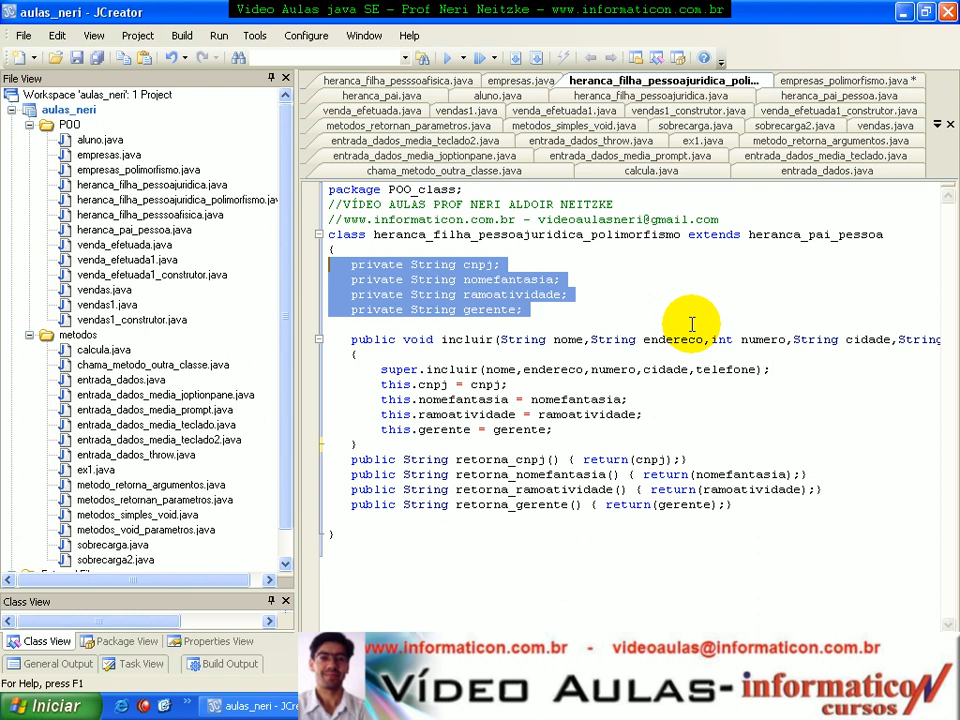 Vídeo Aulas java SE - Prof Neri Neitzke - www.informaticon.com.br
aulas_neri - JCreator
File Edit View Project Build Run Tools Configure Window Help
File View
Workspace 'aulas_neri': 1 Project
aulas_neri
POO
aluno.java
empresas.java
empresas_polimorfismo.java
heranca_filha_pessoajuridica.java
heranca_filha_pessoajuridica_polimorfismo.jav
heranca_filha_pesssoafisica.java
heranca_pai_pessoa.java
venda_efetuada.java
venda_efetuada1.java
venda_efetuada1_construtor.java
vendas.java
vendas1.java
vendas1_construtor.java
metodos
calcula.java
chama_metodo_outra_classe.java
entrada_dados.java
entrada_dados_media_joptionpane.java
entrada_dados_media_prompt.java
entrada_dados_media_teclado.java
entrada_dados_media_teclado2.java
entrada_dados_throw.java
ex1.java
metodo_retorna_argumentos.java
metodos_retornan_parametros.java
metodos_simples_void.java
metodos_void_parametros.java
sobrecarga.java
sobrecarga2.java
Class View
Class View Package View Properties View
General Output Task View Build Output
For Help, press F1
heranca_filha_pesssoafisica.java empresas.java heranca_filha_pessoajuridica_poli... empresas_polimorfismo.java *
heranca_pai.java aluno.java heranca_filha_pessoajuridica.java heranca_pai_pessoa.java
venda_efetuada.java vendas1.java venda_efetuada1.java vendas1_construtor.java venda_efetuada1_construtor.java
metodos_retornan_parametros.java metodos_simples_void.java sobrecarga.java sobrecarga2.java vendas.java
entrada_dados_media_teclado2.java entrada_dados_throw.java ex1.java metodo_retorna_argumentos.java
entrada_dados_media_joptionpane.java entrada_dados_media_prompt.java entrada_dados_media_teclado.java
chama_metodo_outra_classe.java calcula.java entrada_dados.java
package POO_class;
//VÍDEO AULAS PROF NERI ALDOIR NEITZKE
//www.informaticon.com.br - videoaulasneri@gmail.com
class heranca_filha_pessoajuridica_polimorfismo extends heranca_pai_pessoa
{
private String cnpj;
private String nomefantasia;
private String ramoatividade;
private String gerente;
public void incluir(String nome,String endereco,int numero,String cidade,String
{
super.incluir(nome,endereco,numero,cidade,telefone);
this.cnpj = cnpj;
this.nomefantasia = nomefantasia;
this.ramoatividade = ramoatividade;
this.gerente = gerente;
}
public String retorna_cnpj() { return(cnpj);}
public String retorna_nomefantasia() { return(nomefantasia);}
public String retorna_ramoatividade() { return(ramoatividade);}
public String retorna_gerente() { return(gerente);}
}
www.informaticon.com.br - videoaulas@informaticon.com.br
VÍDEO AULAS- informaticoN
cursos
Iniciar
aulas_neri - JCre